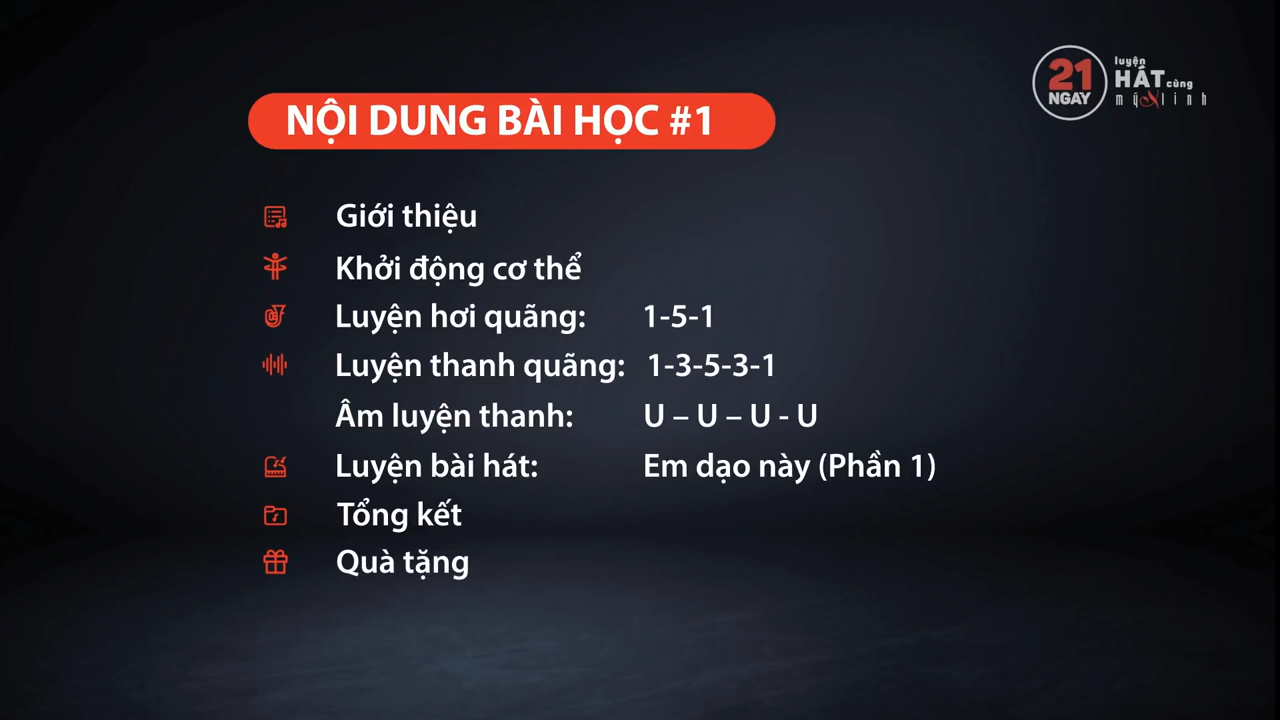 21
NGAY
luyện
HÁT cùng
mỹ linh
NỘI DUNG BÀI HỌC #1
Giới thiệu
Khởi động cơ thể
Luyện hơi quãng: 1-5-1
Luyện thanh quãng: 1-3-5-3-1
Âm luyện thanh: U – U – U - U
Luyện bài hát: Em dạo này (Phần 1)
Tổng kết
Quà tặng